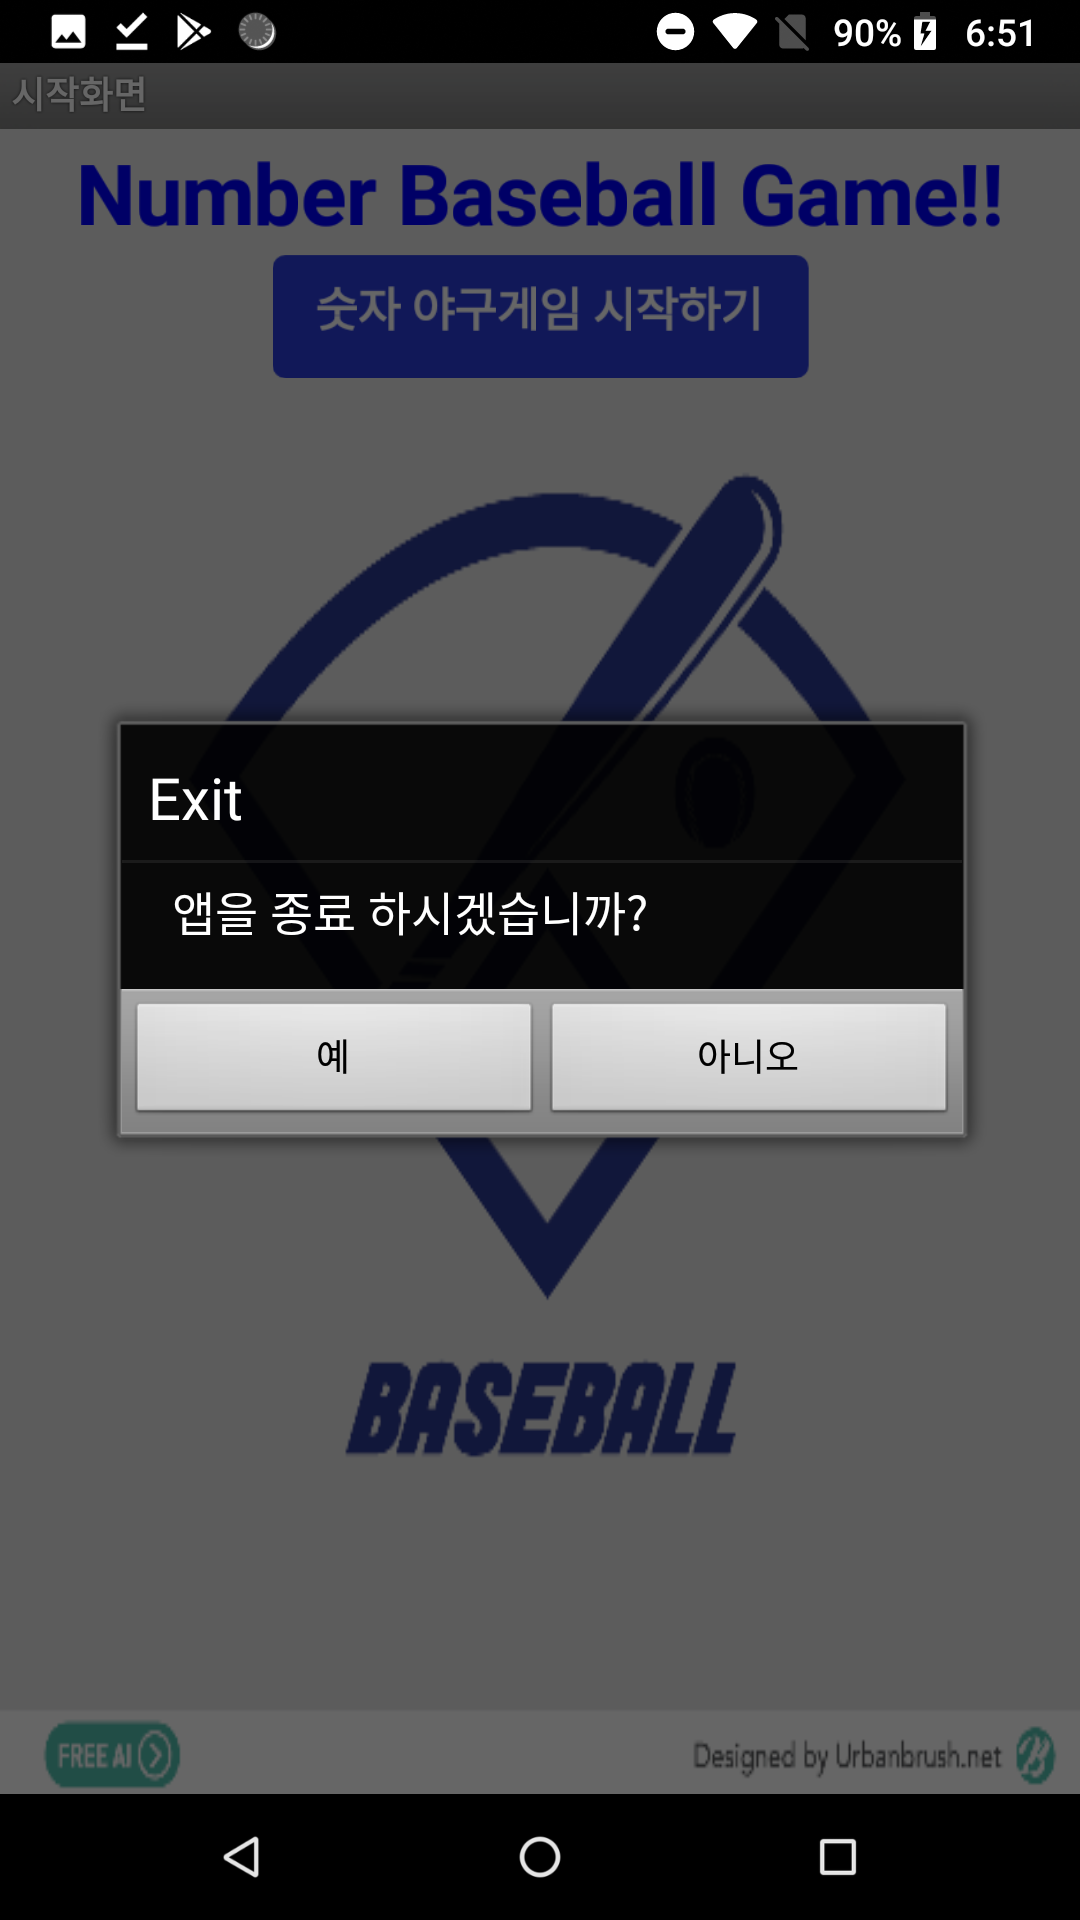 90% 6:51
시작화면
Number Baseball Game!!
숫자 야구게임 시작하기
Exit
앱을 종료 하시겠습니까?
예 아니오
BASEBALL
FREE AI Designed by Urbanbrush.net